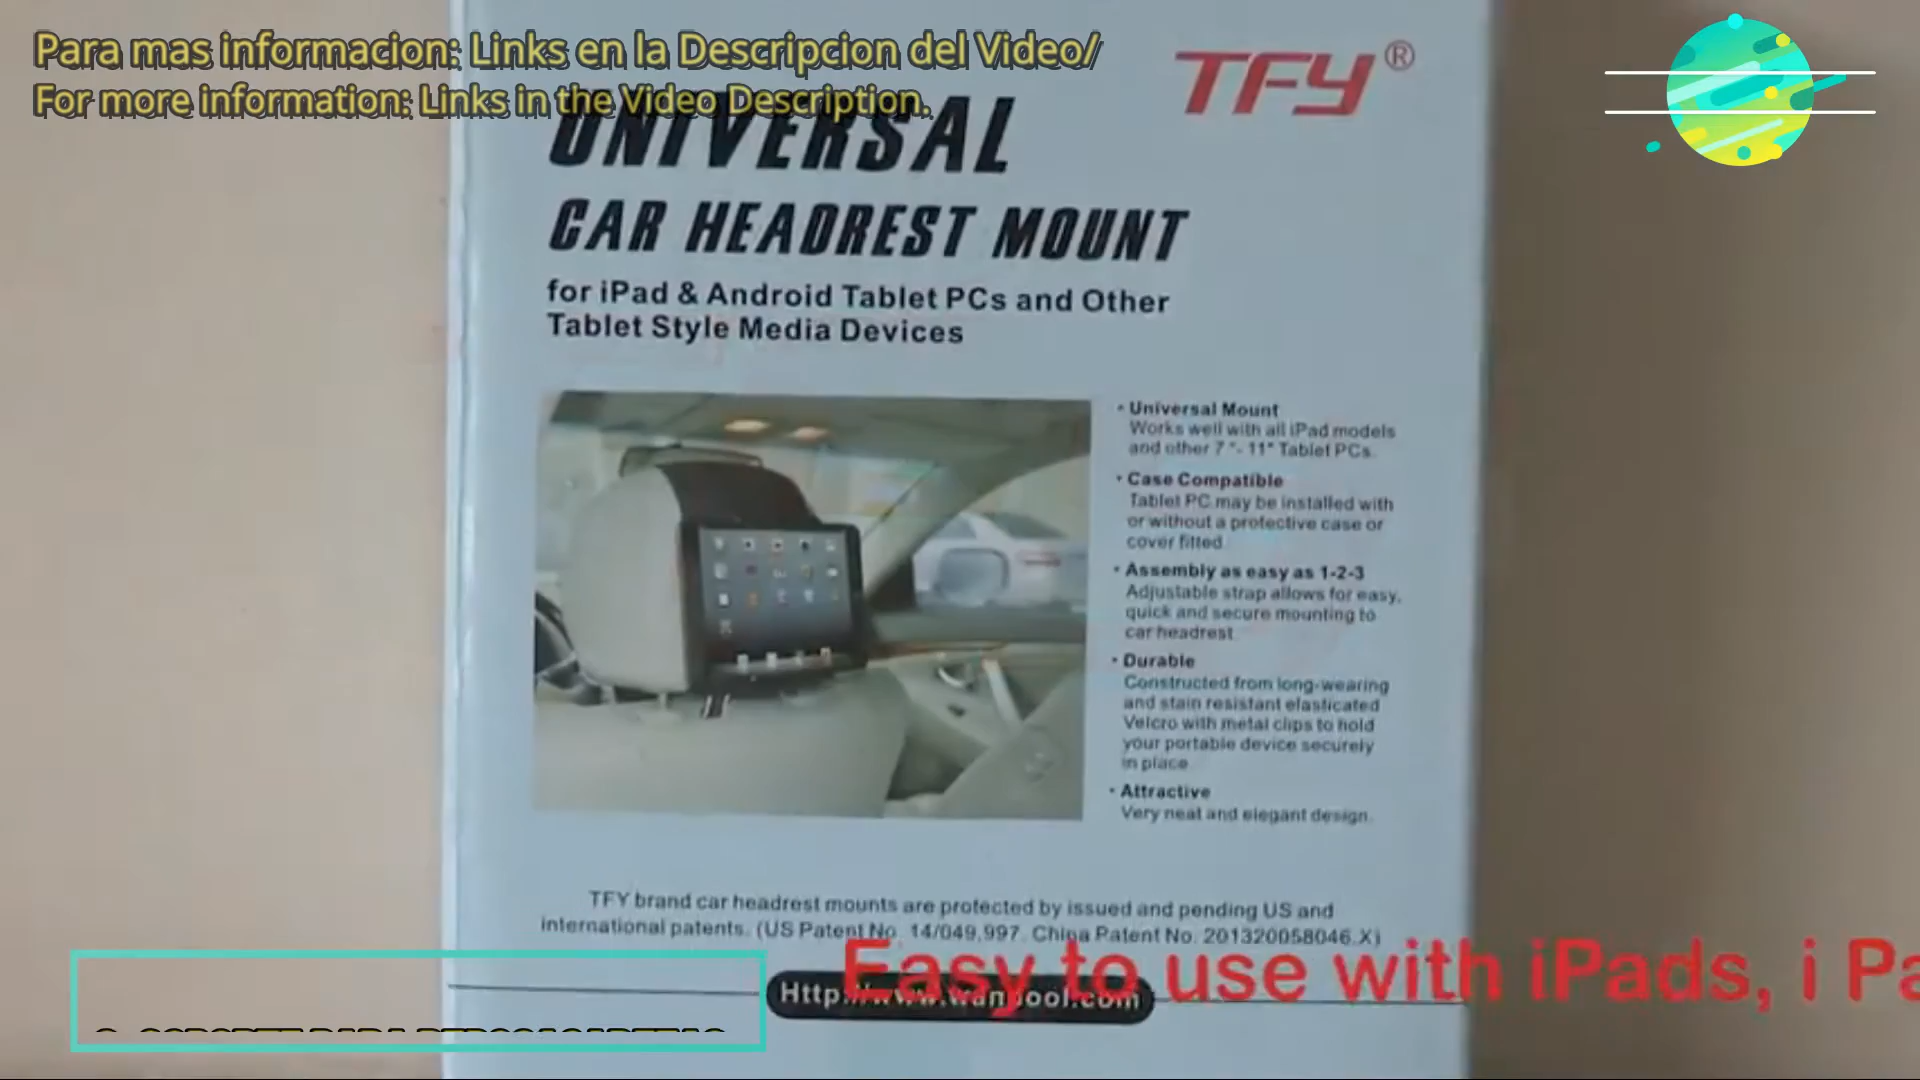 Para mas informacion: Links en la Descripcion del Video/
For more information: Links in the Video Description.
TFY®
UNIVERSAL
CAR HEADREST MOUNT
for iPad & Android Tablet PCs and Other
Tablet Style Media Devices
• Universal Mount
Works well with all iPad models
and other 7"- 11" Tablet PCs.
• Case Compatible
Tablet PC may be installed with
or without a protective case or
cover fitted.
• Assembly as easy as 1-2-3
Adjustable strap allows for easy,
quick and secure mounting to
car headrest
• Durable
Constructed from long-wearing
and stain resistant elasticated
Velcro with metal clips to hold
your portable device securely
in place
• Attractive
Very neat and elegant design.
TFY brand car headrest mounts are protected by issued and pending US and
international patents. (US Patent No. 14/049,997. China Patent No. 201320058046.X)
Easy to use with iPads, i Pa